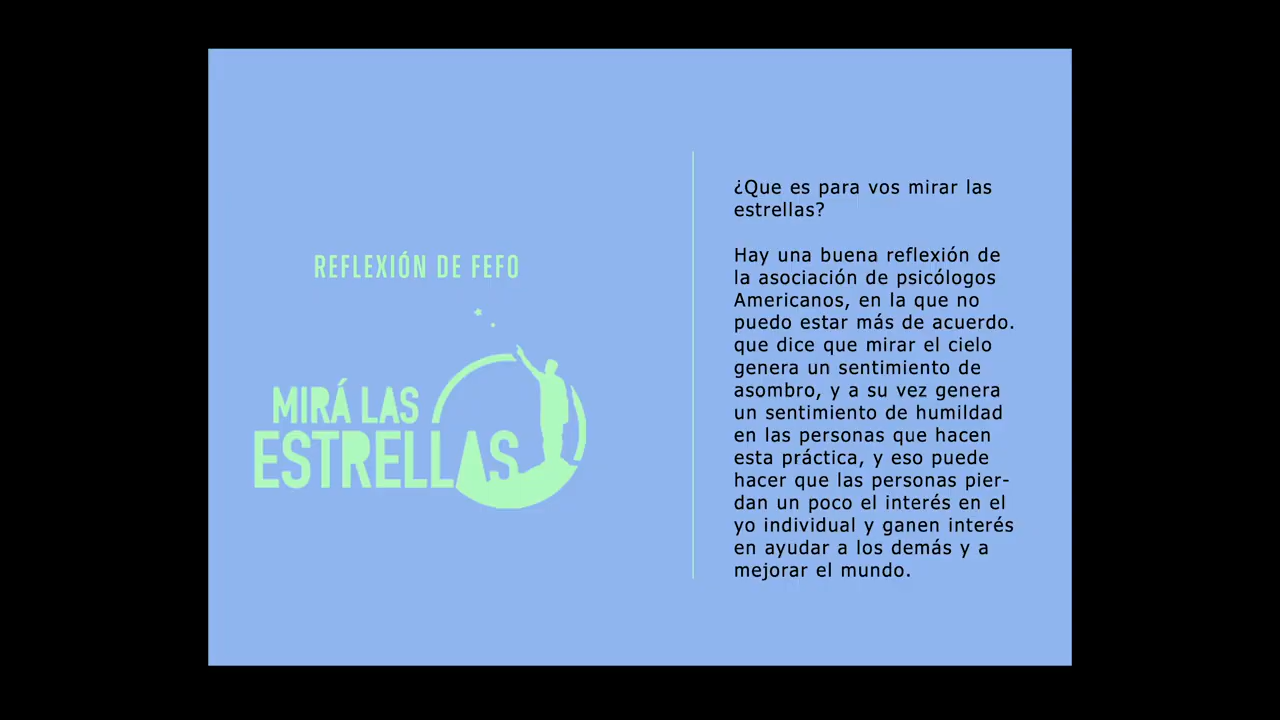 REFLEXIÓN DE FEFO
MIRÁ LAS
ESTRELLAS
¿Que es para vos mirar las
estrellas?
Hay una buena reflexión de
la asociación de psicólogos
Americanos, en la que no
puedo estar más de acuerdo.
que dice que mirar el cielo
genera un sentimiento de
asombro, y a su vez genera
un sentimiento de humildad
en las personas que hacen
esta práctica, y eso puede
hacer que las personas pier-
dan un poco el interés en el
yo individual y ganen interés
en ayudar a los demás y a
mejorar el mundo.